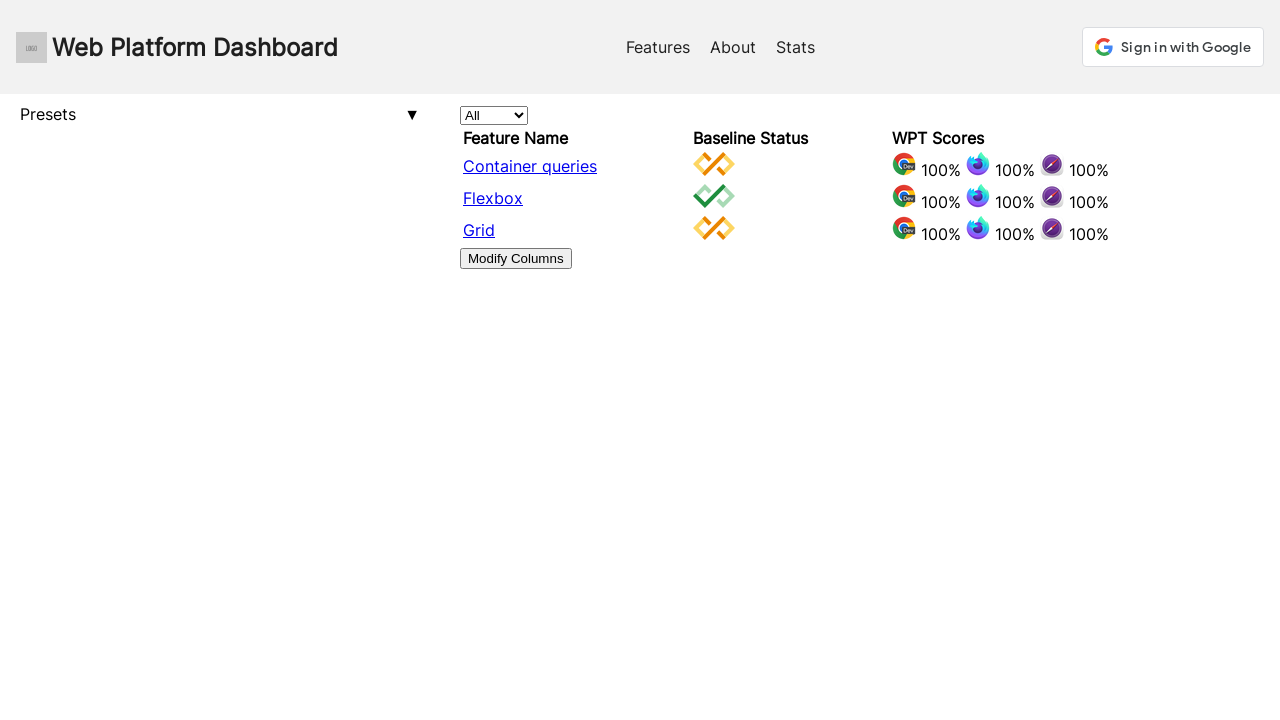 LOGO Web Platform Dashboard Features About Stats Sign in with Google
Presets ▼
All
Feature Name Baseline Status WPT Scores
Container queries 100% 100% 100%
Flexbox 100% 100% 100%
Grid 100% 100% 100%
Modify Columns